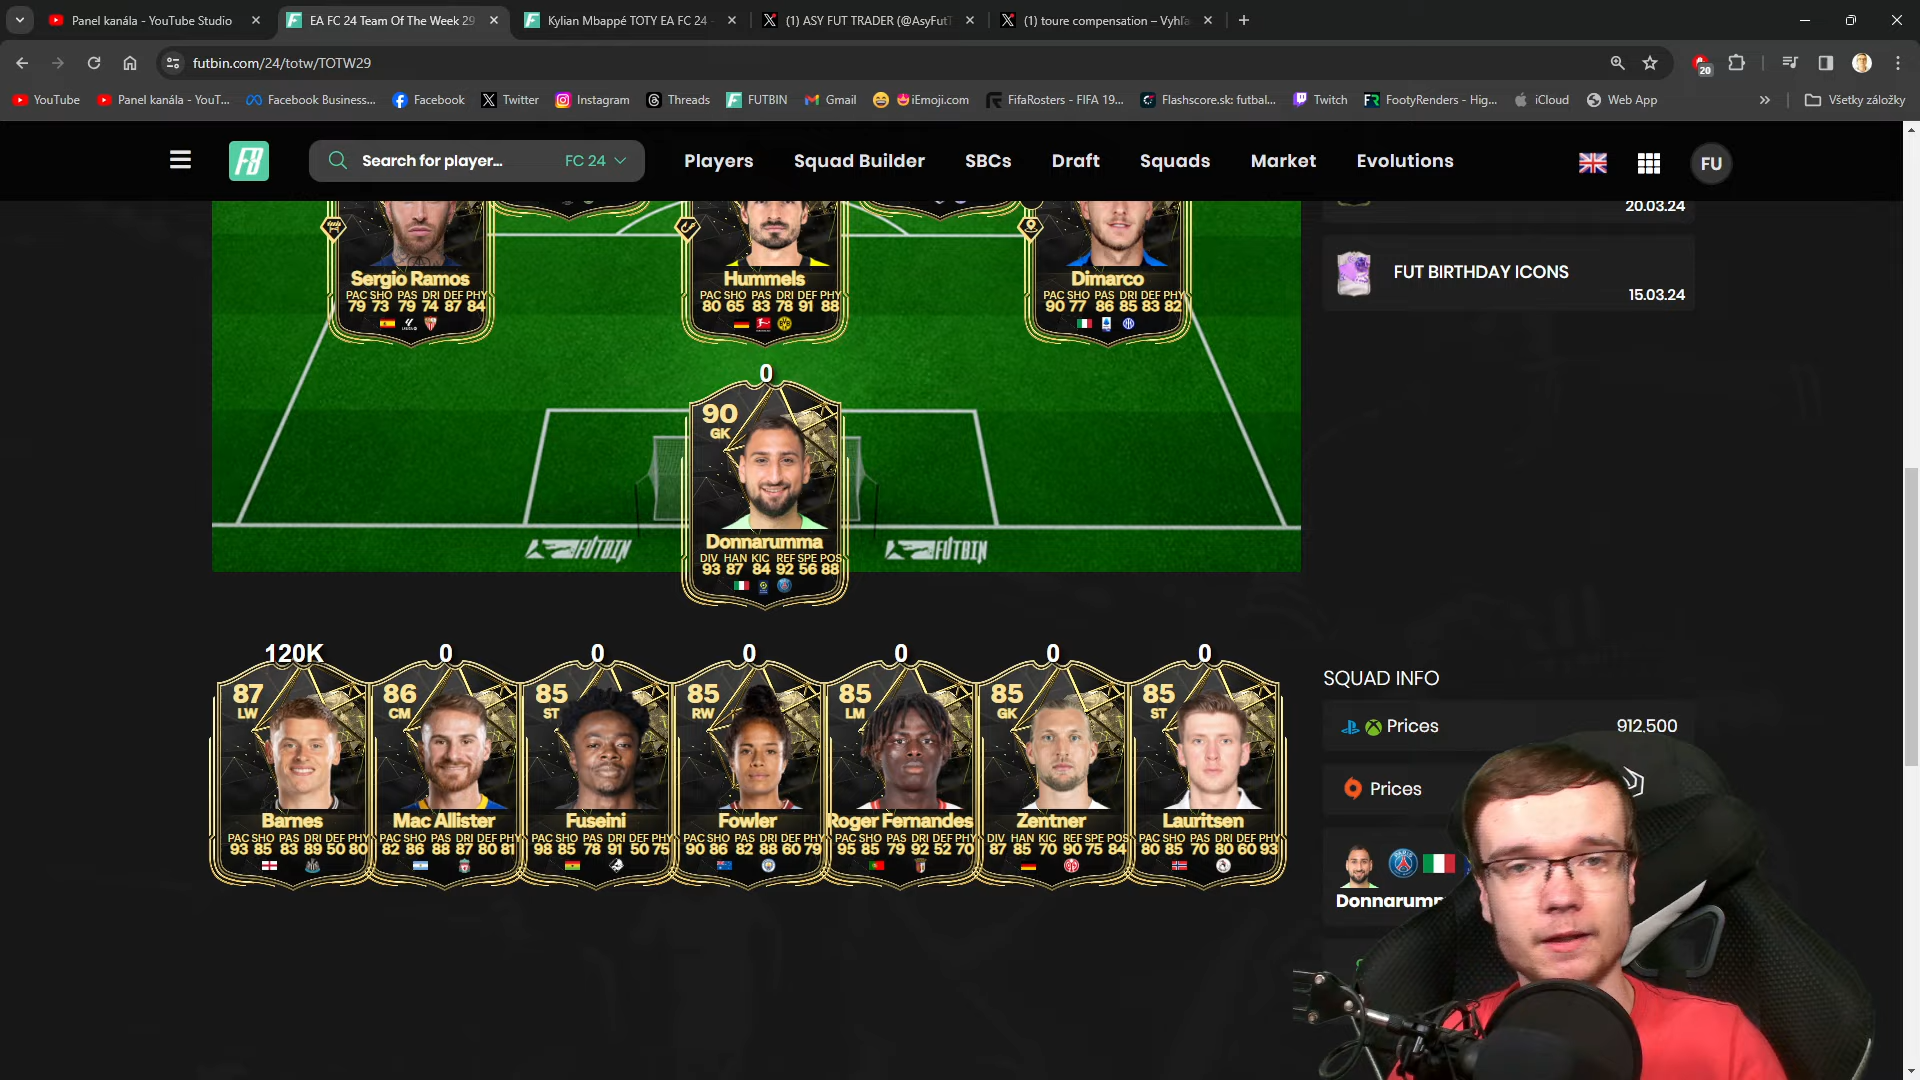 Panel kanála - YouTube Studio
EA FC 24 Team Of The Week 29
Kylian Mbappé TOTY EA FC 24 -
(1) ASY FUT TRADER (@AsyFutT
(1) toure compensation – Vyhľa
futbin.com/24/totw/TOTW29
20
YouTube
Panel kanála - YouT...
Facebook Business...
Facebook
Twitter
Instagram
Threads
FUTBIN
Gmail
iEmoji.com
FifaRosters - FIFA 19...
Flashscore.sk: futbal...
Twitch
FootyRenders - Hig...
iCloud
Web App
Všetky záložky
Search for player...
FC 24
Players
Squad Builder
SBCs
Draft
Squads
Market
Evolutions
FU
20.03.24
FUT BIRTHDAY ICONS
15.03.24
Sergio Ramos
PAC SHO PAS DRI DEF PHY
79 73 79 74 87 84
Hummels
PAC SHO PAS DRI DEF PHY
80 65 83 78 91 88
Dimarco
PAC SHO PAS DRI DEF PHY
90 77 86 85 83 82
0
90
GK
Donnarumma
DIV HAN KIC REF SPE POS
93 87 84 92 56 88
FUTBIN
FUTBIN
120K
87
LW
Barnes
PAC SHO PAS DRI DEF PHY
93 85 83 89 50 80
0
86
CM
Mac Allister
PAC SHO PAS DRI DEF PHY
82 86 88 87 80 81
0
85
ST
Fuseini
PAC SHO PAS DRI DEF PHY
98 85 78 91 50 75
0
85
RW
Fowler
PAC SHO PAS DRI DEF PHY
90 86 82 88 60 79
0
85
LM
Roger Fernandes
PAC SHO PAS DRI DEF PHY
95 85 79 92 52 70
0
85
GK
Zentner
DIV HAN KIC REF SPE POS
87 85 70 90 75 84
0
85
ST
Lauritsen
PAC SHO PAS DRI DEF PHY
80 85 70 80 60 93
SQUAD INFO
Prices
912.500
Prices
Donnarumm